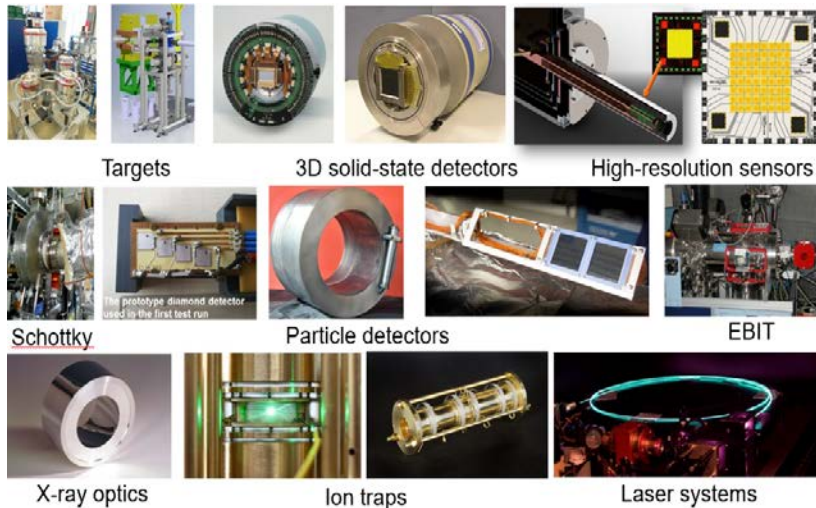 Targets
3D solid-state detectors
High-resolution sensors
The prototype diamond detector
used in the first test run
Schottky
Particle detectors
EBIT
X-ray optics
Ion traps
Laser systems